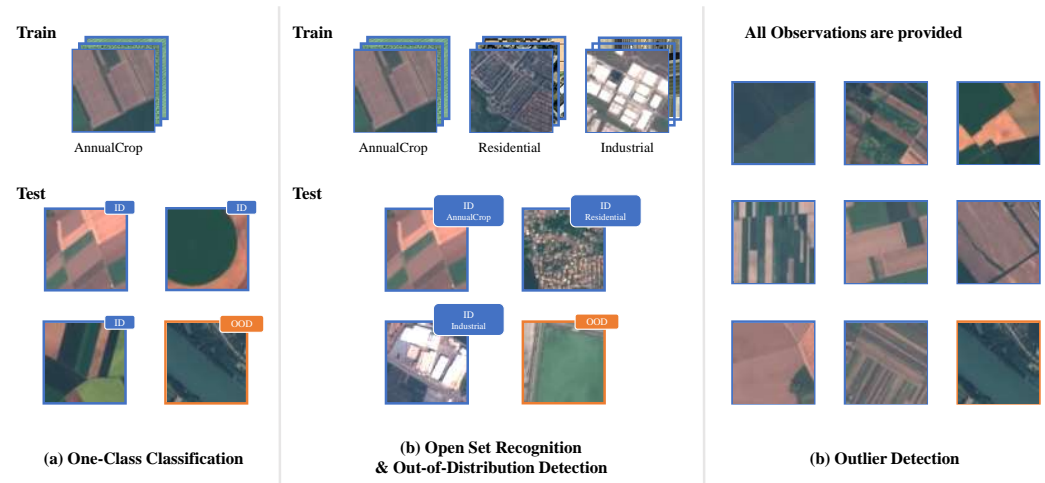 Train
AnnualCrop
Test
ID
ID
ID
OOD
(a) One-Class Classification
Train
AnnualCrop
Residential
Industrial
Test
ID
AnnualCrop
ID
Residential
ID
Industrial
OOD
(b) Open Set Recognition
& Out-of-Distribution Detection
All Observations are provided
(b) Outlier Detection